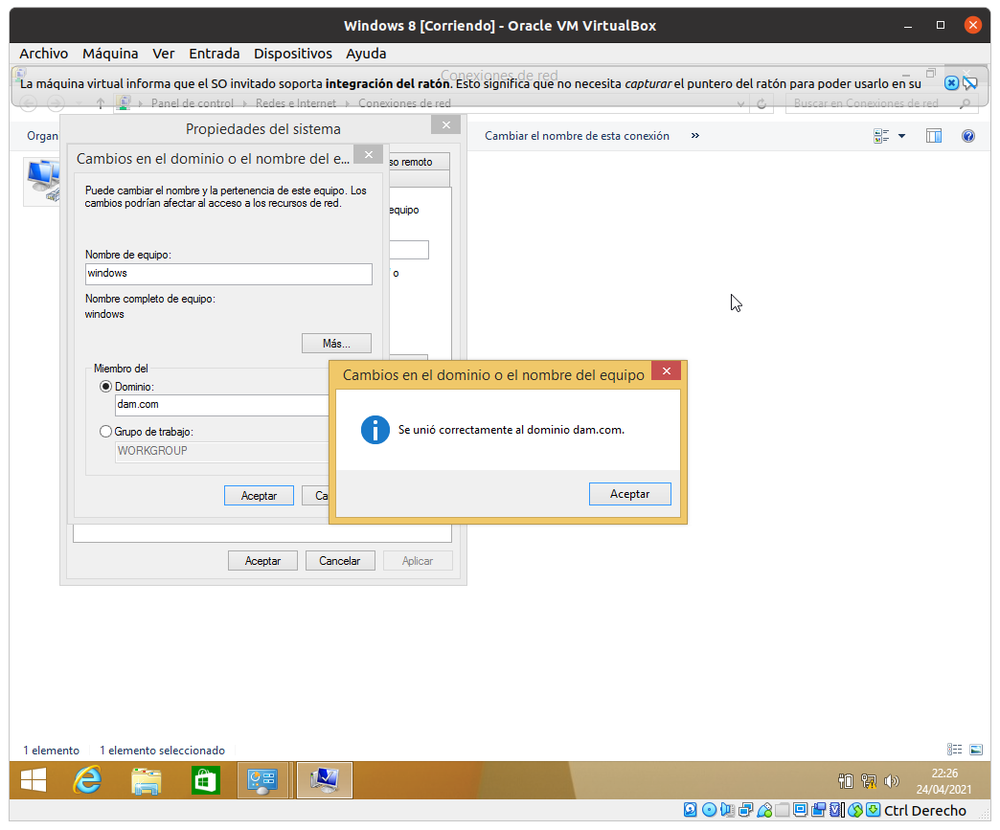 Windows 8 [Corriendo] - Oracle VM VirtualBox
Archivo Máquina Ver Entrada Dispositivos Ayuda
Conexiones de red
La máquina virtual informa que el SO invitado soporta integración del ratón. Esto significa que no necesita capturar el puntero del ratón para poder usarlo en su
Panel de control Redes e Internet Conexiones de red
Buscar en Conexiones de red
Organ
Cambiar el nombre de esta conexión »
Propiedades del sistema
Cambios en el dominio o el nombre del e...
so remoto
Puede cambiar el nombre y la pertenencia de este equipo. Los
cambios podrían afectar al acceso a los recursos de red.
equipo
Nombre de equipo:
windows
o
Nombre completo de equipo:
windows
Más...
Miembro del
Dominio:
dam.com
Grupo de trabajo:
WORKGROUP
Aceptar
Ca
Cambios en el dominio o el nombre del equipo
Se unió correctamente al dominio dam.com.
Aceptar
Aceptar Cancelar Aplicar
1 elemento 1 elemento seleccionado
22:26
24/04/2021
Ctrl Derecho